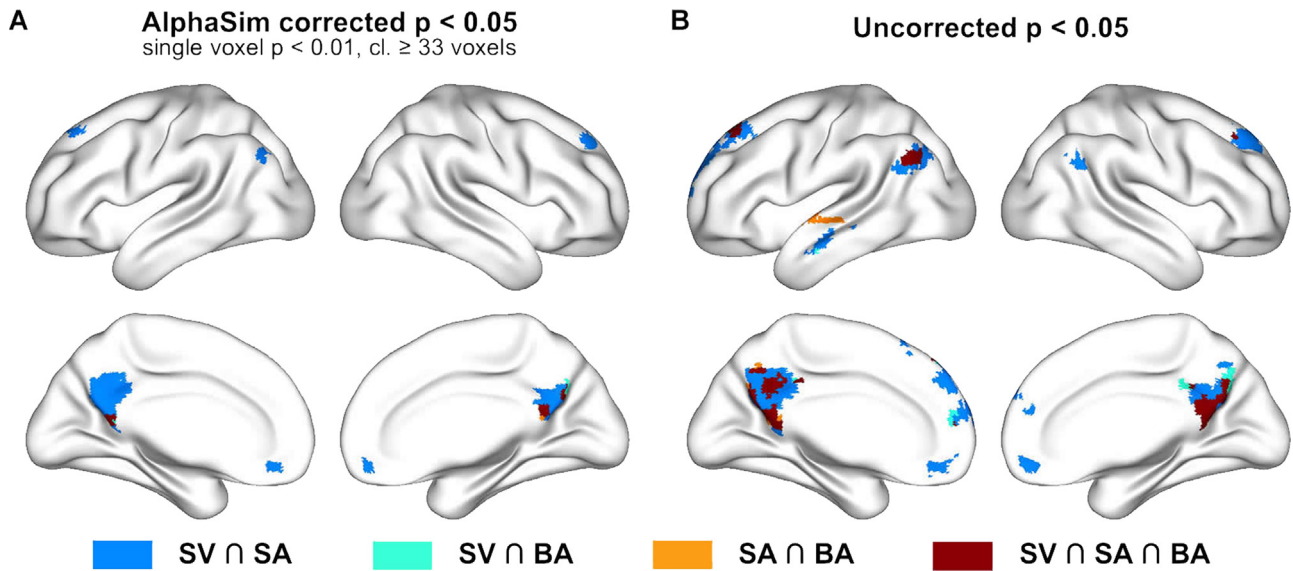 A
AlphaSim corrected p < 0.05
single voxel p < 0.01, cl. ≥ 33 voxels
B
Uncorrected p < 0.05
SV ∩ SA
SV ∩ BA
SA ∩ BA
SV ∩ SA ∩ BA